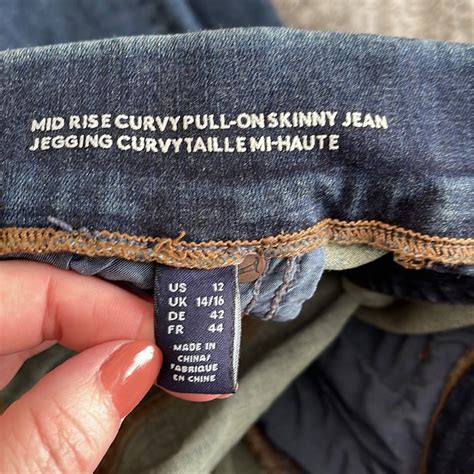 MID RISE CURVY PULL-ON SKINNY JEAN
JEGGING CURVY TAILLE MI-HAUTE
US 12
UK 14/16
DE 42
FR 44
MADE IN
CHINA/
FABRIQUE
EN CHINE